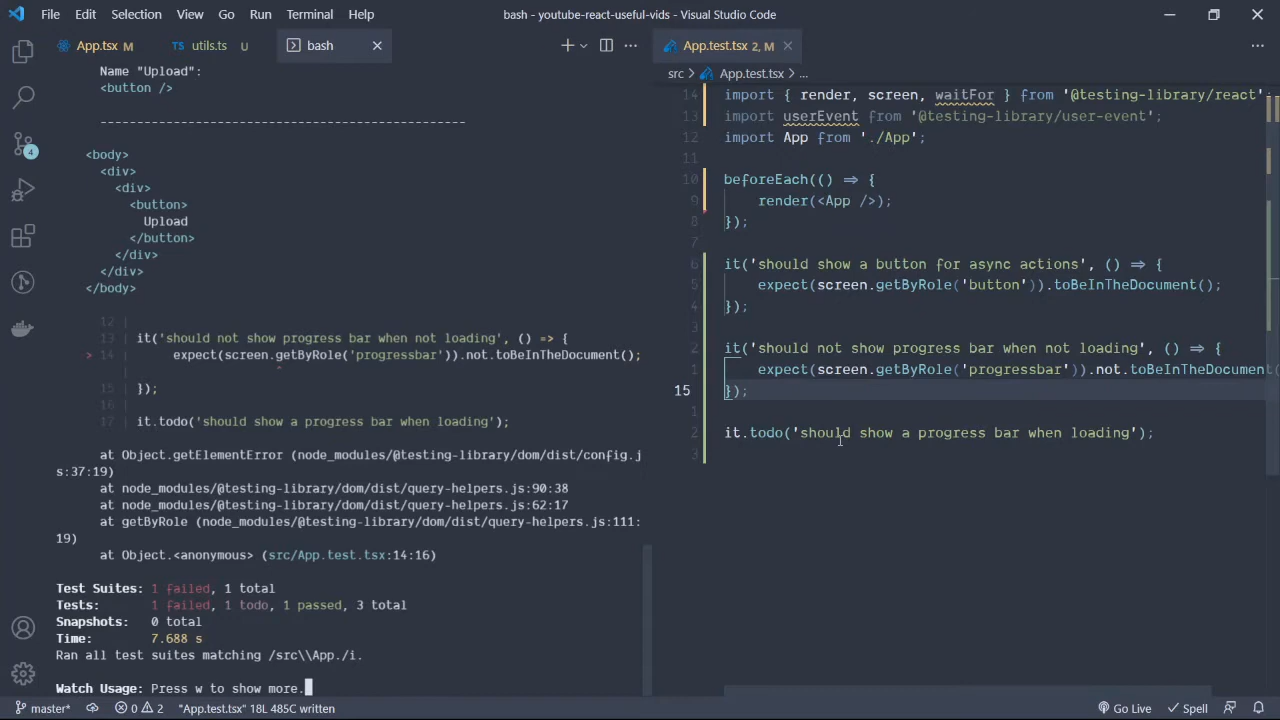 File Edit Selection View Go Run Terminal Help
bash - youtube-react-useful-vids - Visual Studio Code
App.tsx M
TS utils.ts U
bash
App.test.tsx 2, M
src > App.test.tsx > ...
Name "Upload":
<button />
------------------------------------------------
<body>
<div>
<div>
<button>
Upload
</button>
</div>
</div>
</body>
12 |
13 | it('should not show progress bar when not loading', () => {
> 14 | expect(screen.getByRole('progressbar')).not.toBeInTheDocument();
| ^
15 | });
16 |
17 | it.todo('should show a progress bar when loading');
at Object.getElementError (node_modules/@testing-library/dom/dist/config.j
s:37:19)
at node_modules/@testing-library/dom/dist/query-helpers.js:90:38
at node_modules/@testing-library/dom/dist/query-helpers.js:62:17
at getByRole (node_modules/@testing-library/dom/dist/query-helpers.js:111:
19)
at Object.<anonymous> (src/App.test.tsx:14:16)
Test Suites: 1 failed, 1 total
Tests: 1 failed, 1 todo, 1 passed, 3 total
Snapshots: 0 total
Time: 7.688 s
Ran all test suites matching /src\\App./i.
Watch Usage: Press w to show more.
14 import { render, screen, waitFor } from '@testing-library/react';
13 import userEvent from '@testing-library/user-event';
12 import App from './App';
11
10 beforeEach(() ⇒ {
9 render(<App />);
8 });
7
6 it('should show a button for async actions', () ⇒ {
5 expect(screen.getByRole('button')).toBeInTheDocument();
4 });
3
2 it('should not show progress bar when not loading', () ⇒ {
1 expect(screen.getByRole('progressbar')).not.toBeInTheDocument(
15 });
1
2 it.todo('should show a progress bar when loading');
3
4
master* 0 2 "App.test.tsx" 18L 485C written
Go Live Spell